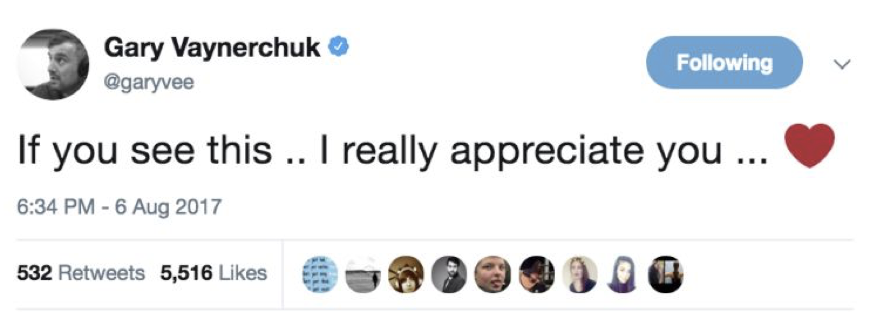 Gary Vaynerchuk
@garyvee
Following
If you see this .. I really appreciate you ... ❤
6:34 PM - 6 Aug 2017
532 Retweets 5,516 Likes